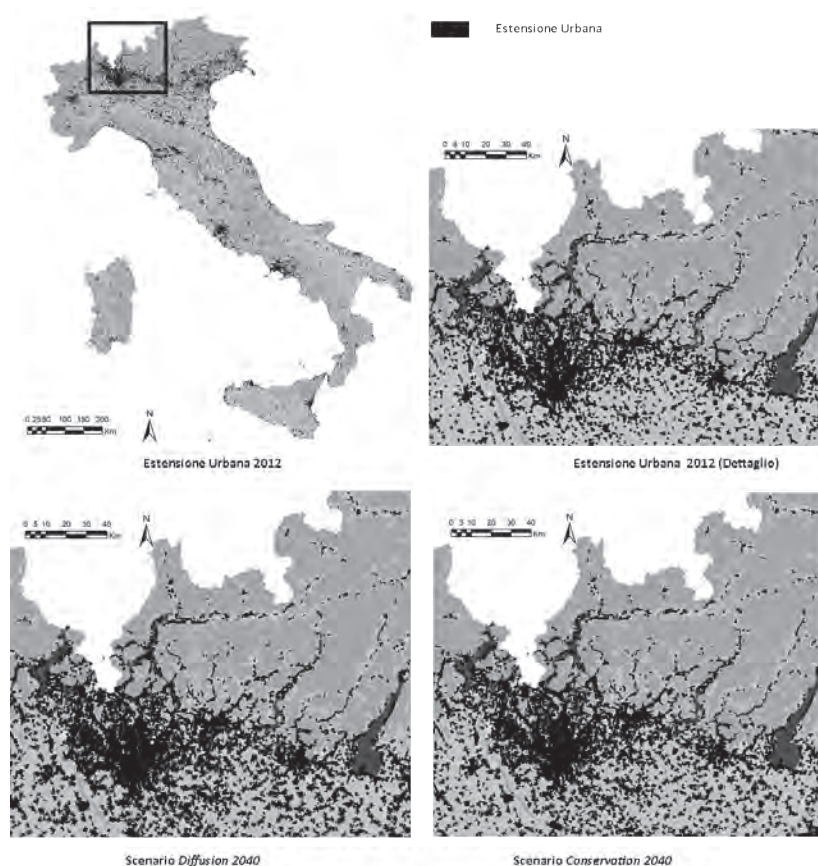 Estensione Urbana
N
0 5 10 20 30 40
Km
N
Km
Estensione Urbana 2012
Estensione Urbana 2012 (Dettaglio)
N
0 5 10 20 30 40
Km
N
0 5 10 20 30 40
Km
Scenario Diffusion 2040
Scenario Conservation 2040